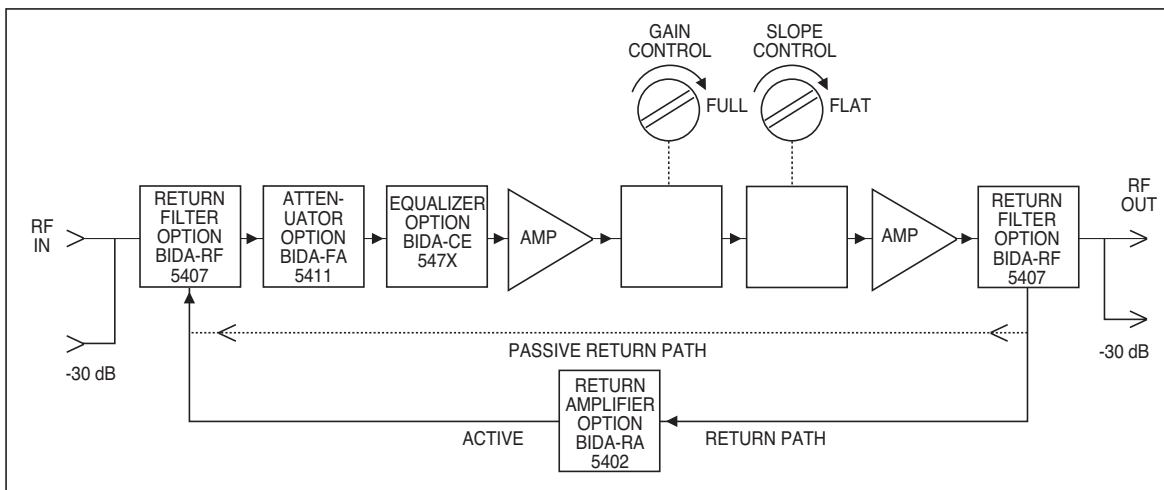 GAIN
CONTROL
SLOPE
CONTROL
FULL
FLAT
RF
IN
RETURN
FILTER
OPTION
BIDA-RF
5407
ATTEN-
UATOR
OPTION
BIDA-FA
5411
EQUALIZER
OPTION
BIDA-CE
547X
AMP
AMP
RETURN
FILTER
OPTION
BIDA-RF
5407
RF
OUT
-30 dB
PASSIVE RETURN PATH
-30 dB
ACTIVE
RETURN
AMPLIFIER
OPTION
BIDA-RA
5402
RETURN PATH